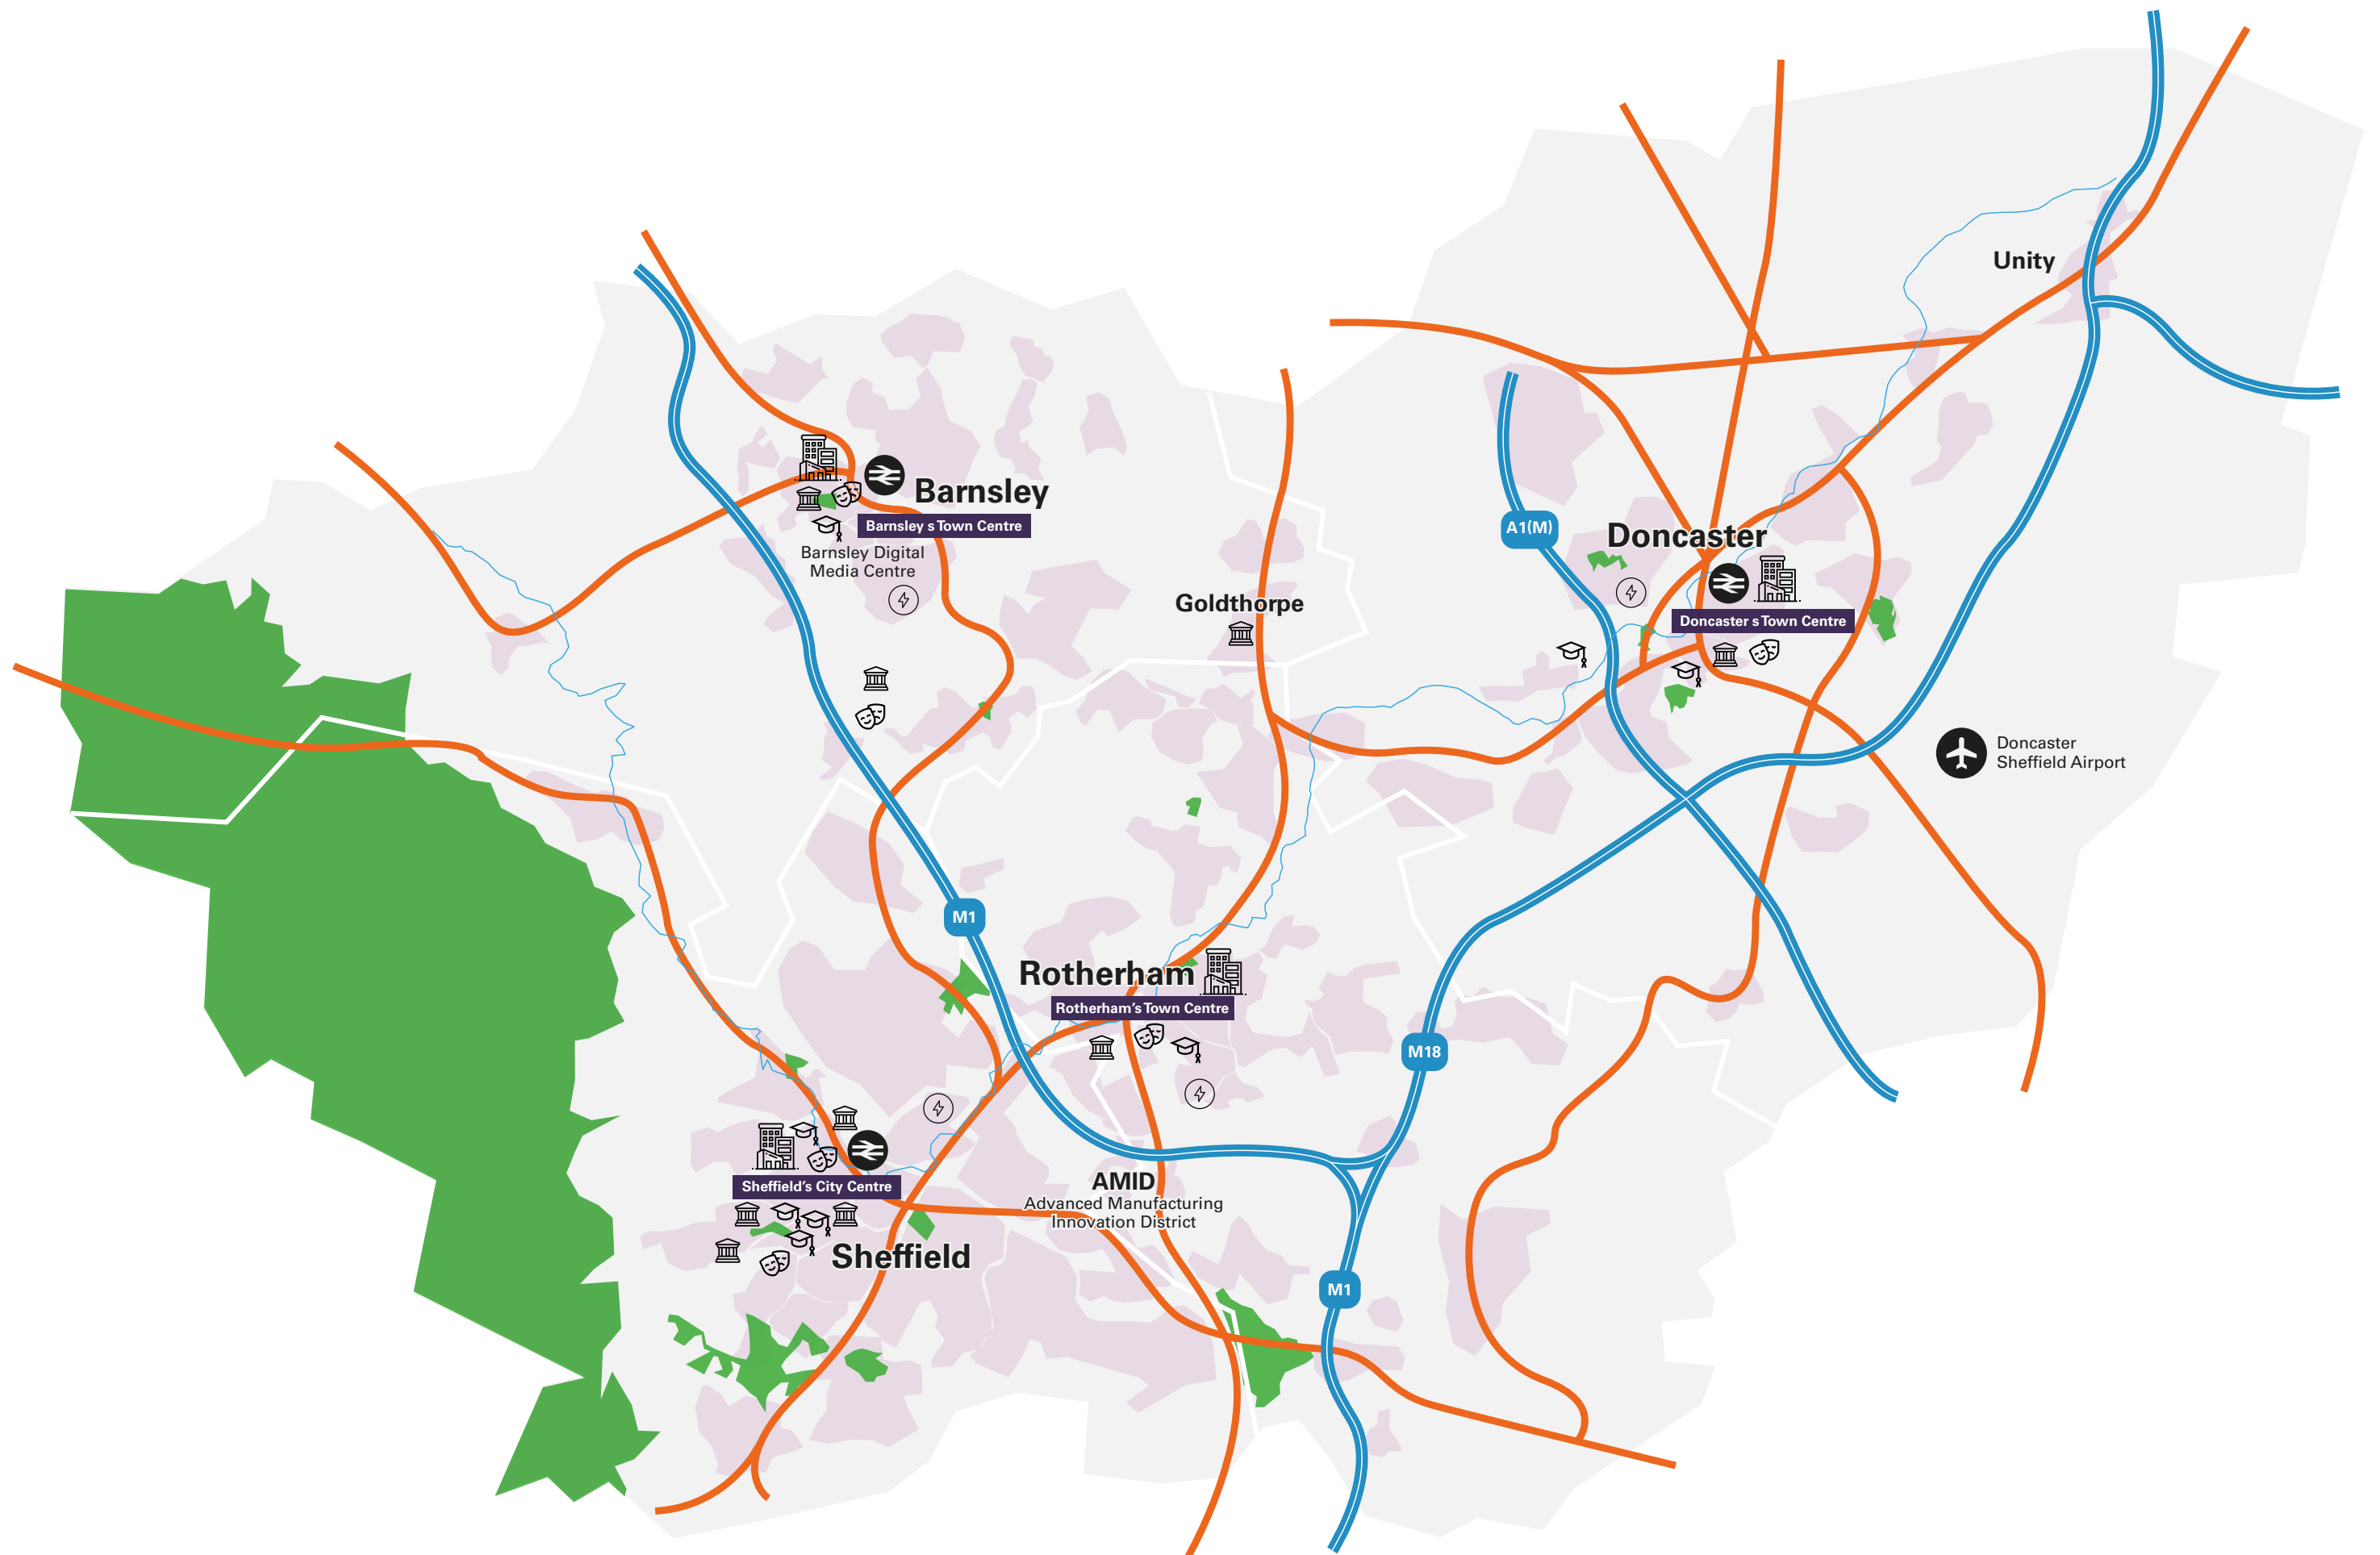 Unity
Barnsley
Barnsley s Town Centre
Barnsley Digital
Media Centre
A1(M)
Doncaster
Doncaster s Town Centre
Goldthorpe
Doncaster
Sheffield Airport
M1
Rotherham
Rotherham's Town Centre
M18
AMID
Advanced Manufacturing
Innovation District
Sheffield's City Centre
Sheffield
M1